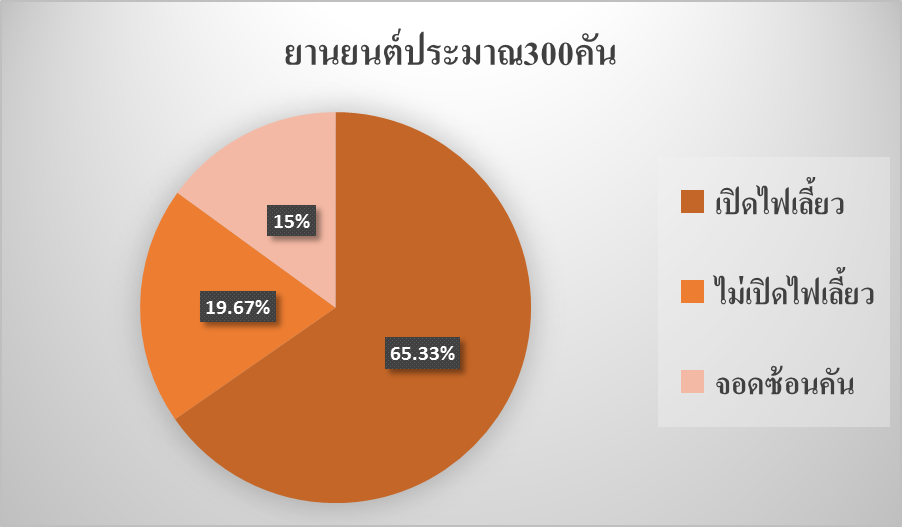 ยานยนต์ประมาณ300คัน
15%
19.67%
65.33%
เปิดไฟเลี้ยว
ไม่เปิดไฟเลี้ยว
จอดซ้อนคัน